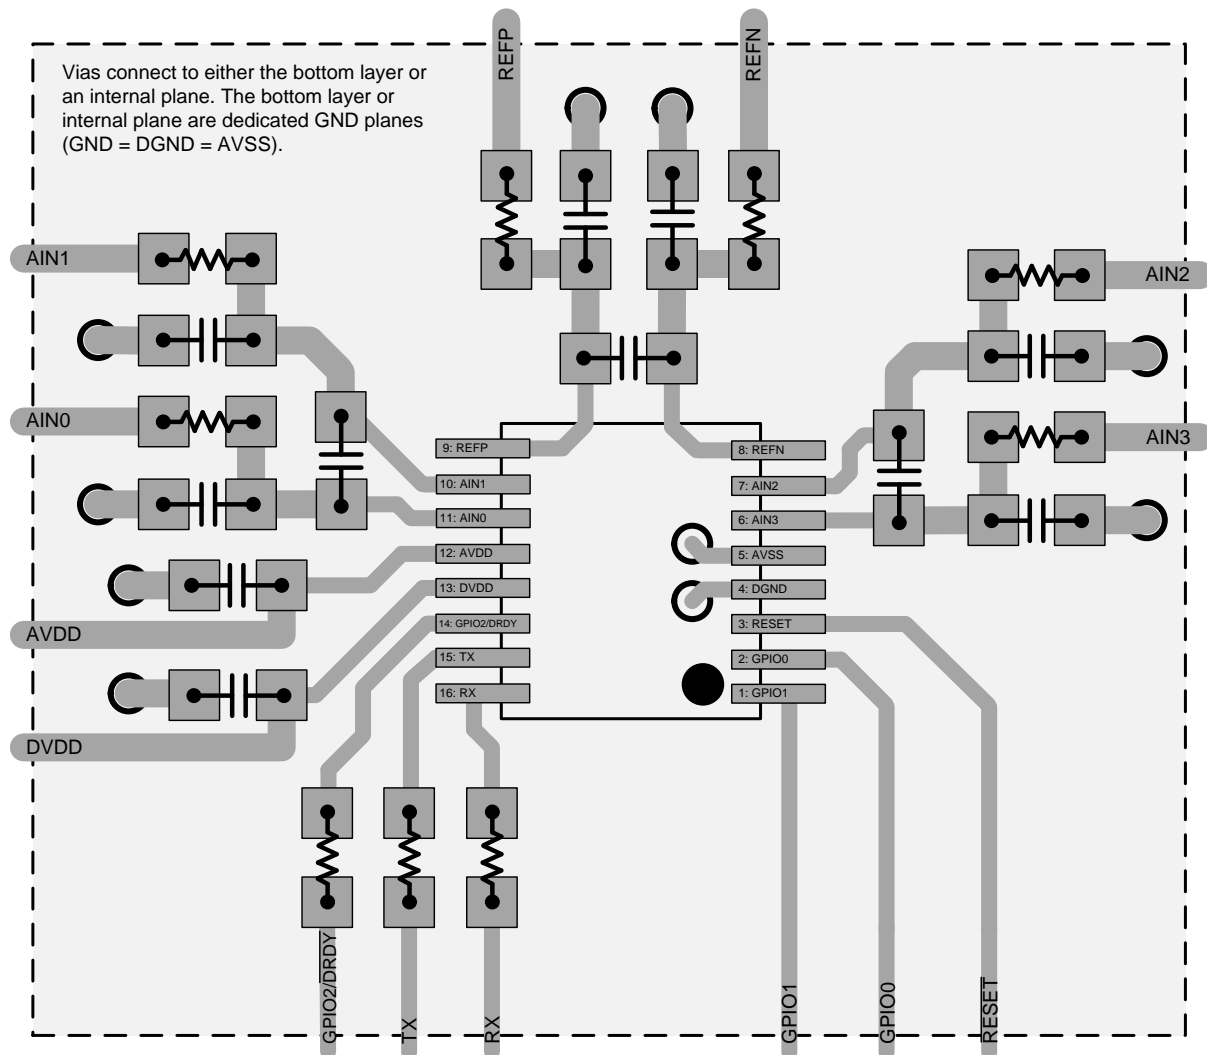 REFP
REFN
Vias connect to either the bottom layer or
an internal plane. The bottom layer or
internal plane are dedicated GND planes
(GND = DGND = AVSS).
AIN1
AIN2
AIN0
AIN3
9: REFP
8: REFN
10: AIN1
7: AIN2
11: AIN0
6: AIN3
12: AVDD
5: AVSS
13: DVDD
4: DGND
14: GPIO2/DRDY
3: RESET
15: TX
2: GPIO0
16: RX
1: GPIO1
AVDD
DVDD
GPIO2/D̅R̅D̅Y̅
TX
RX
GPIO1
GPIO0
R̅E̅S̅E̅T̅